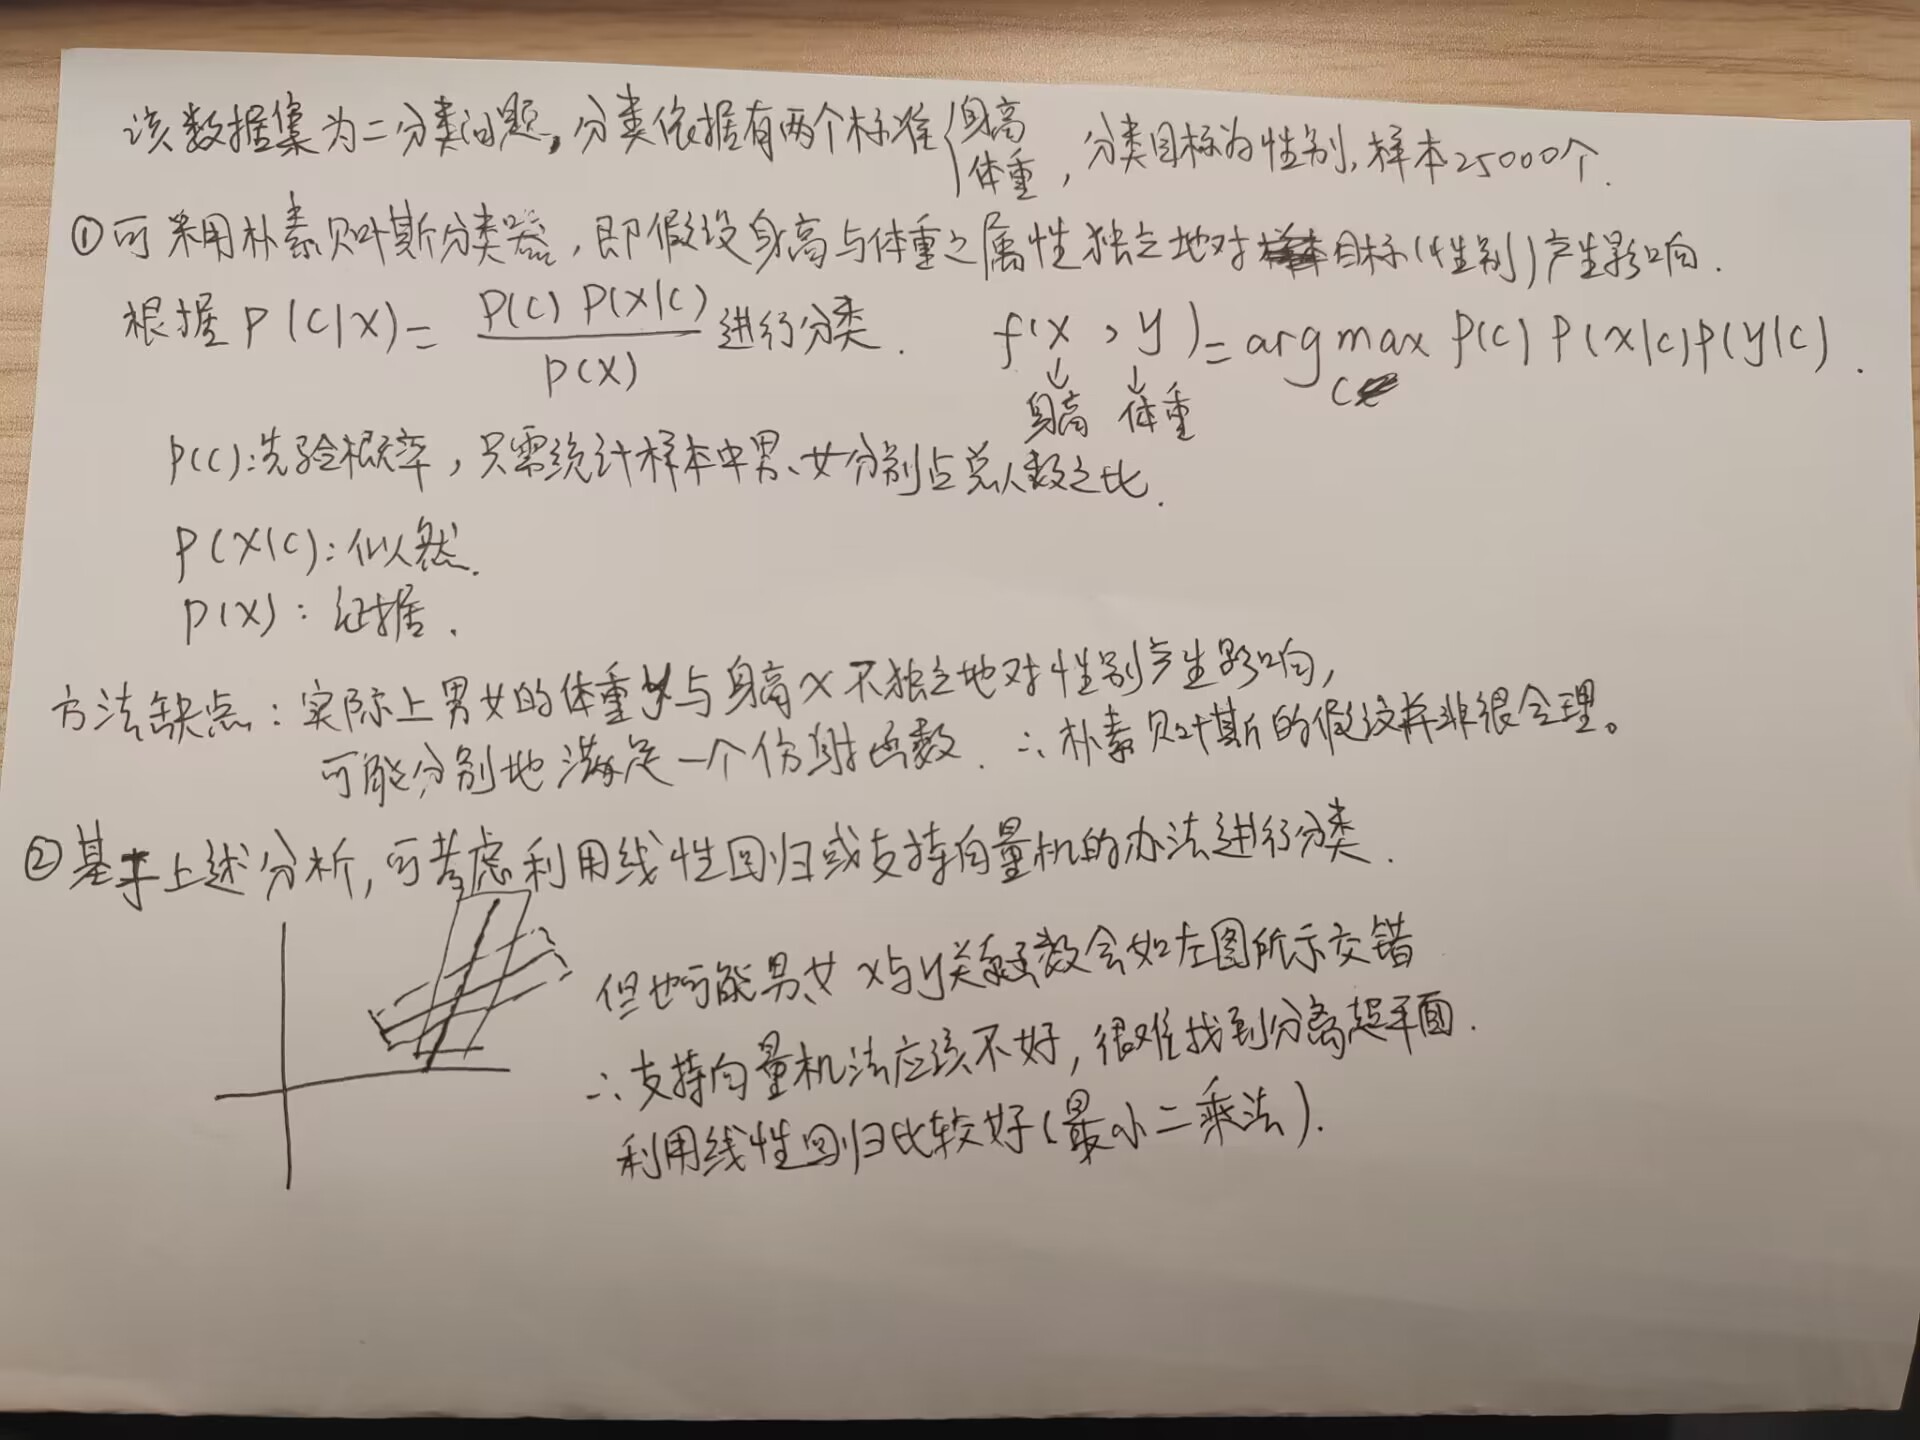 该数据集为二分类问题，分类依据有两个标准{身高 体重，分类目标为性别，样本25000个.
①可采用朴素贝叶斯分类器，即假设身高与体重之属性独立地对目标(性别)产生影响.
根据P(C|X)=P(C)P(X|C)/P(X)进行分类. f(x,y)=arg max P(C)P(X|C)P(y|C).
C
身高 体重
P(C):先验概率，只需统计样本中男、女分别占总人数之比.
P(X|C):似然.
P(X):证据.
方法缺点：实际上男女的体重y与身高x不独立地对性别产生影响，
可能分别地满足一个仿射函数.∴朴素贝叶斯的假设并非很合理。
②基于上述分析，可考虑利用线性回归或支持向量机的办法进行分类.
但也可能男、女x与y关系函数会如左图所示交错
∴支持向量机法应该不好，很难找到分离超平面.
利用线性回归比较好(最小二乘法).